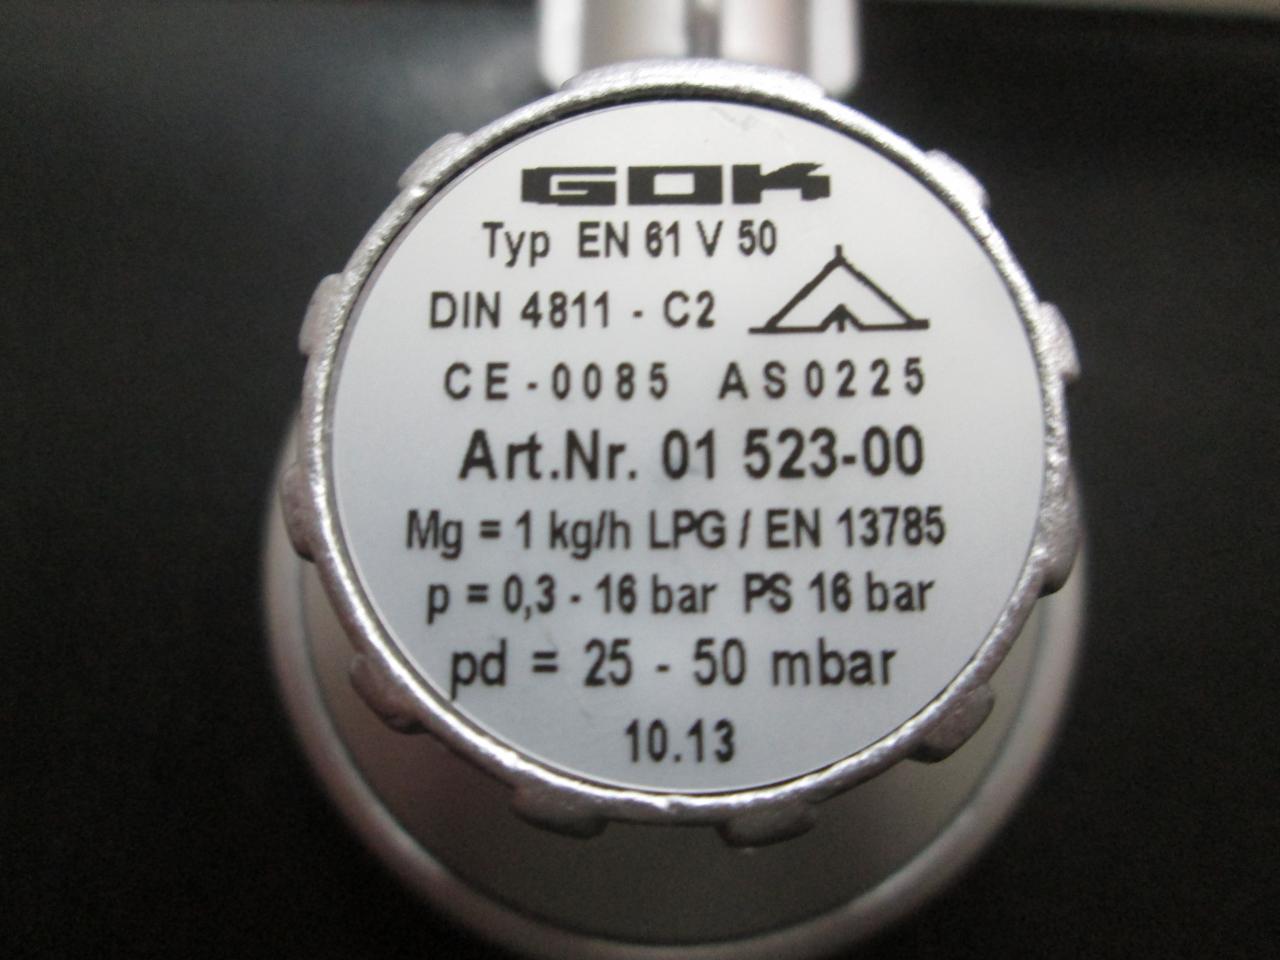 GOK
Typ EN 61 V 50
DIN 4811 - C2
CE-0085 AS0225
Art.Nr. 01 523-00
Mg = 1 kg/h LPG / EN 13785
p = 0,3 - 16 bar PS 16 bar
pd = 25 - 50 mbar
10.13